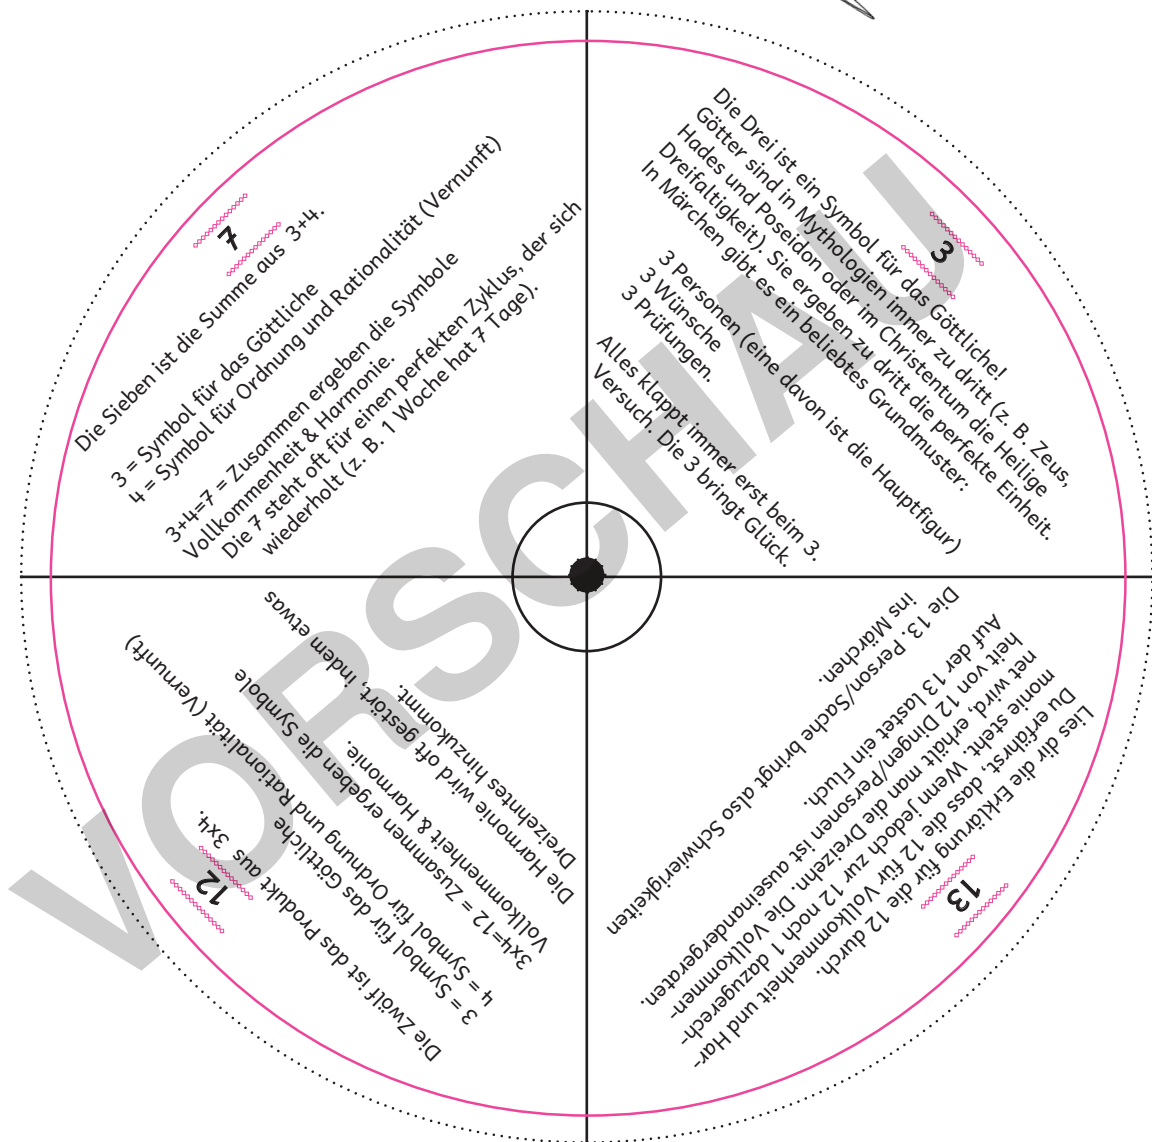 7
Die Sieben ist die Summe aus 3+4.
3 = Symbol für das Göttliche
4 = Symbol für Ordnung und Rationalität (Vernunft)
3+4=7 = Zusammen ergeben die Symbole
Vollkommenheit & Harmonie.
Die 7 steht oft für einen perfekten Zyklus, der sich
wiederholt (z. B. 1 Woche hat 7 Tage).
3
Die Drei ist ein Symbol für das Göttliche!
Götter sind in Mythologien immer zu dritt (z. B. Zeus,
Hades und Poseidon oder im Christentum die Heilige
Dreifaltigkeit). Sie ergeben zu dritt die perfekte Einheit.
In Märchen gibt es ein beliebtes Grundmuster:
3 Personen (eine davon ist die Hauptfigur)
3 Wünsche
3 Prüfungen.
Alles klappt immer erst beim 3.
Versuch. Die 3 bringt Glück.
13
Lies dir die Erklärung für die 12 durch.
Du erfährst, dass die 12 für Vollkommenheit und Har-
monie steht. Wenn jedoch zur 12 noch 1 dazugerech-
net wird, erhält man die Dreizehn. Die Vollkommen-
heit von 12 Dingen/Personen ist auseinandergeraten.
Auf der 13 lastet ein Fluch.
Die 13. Person/Sache bringt also Schwierigkeiten
ins Märchen.
12
Die Zwölf ist das Produkt aus 3x4.
3 = Symbol für das Göttliche
4 = Symbol für Ordnung und Rationalität (Vernunft)
3x4=12 = Zusammen ergeben die Symbole
Vollkommenheit & Harmonie.
Die Harmonie wird oft gestört, indem etwas
Dreizehntes hinzukommt.
VORSCHAU